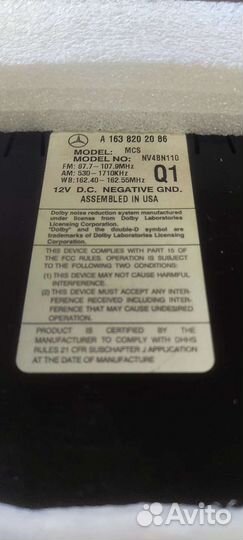 A 163 820 20 86
MODEL: MCS
MODEL NO: NV4BN110
FM: 87.7- 107.9MHz
AM: 530-1710KHz
WB:162.40-162.55MHz
Q1
12V D.C. NEGATIVE GND.
ASSEMBLED IN USA
Dolby noise reduction system manufactured
under license from Dolby Laboratories
Licensing Corporation.
"Dolby" and the double-D symbol are
trademarks of Dolby Laboratories Licensing
Corporation.
THIS DEVICE COMPLIES WITH PART 15 OF
THE FCC RULES. OPERATION IS SUBJECT
TO THE FOLLOWING TWO CONDITIONS:
(1) THIS DEVICE MAY NOT CAUSE HARMFUL
INTERFERENCE.
(2) THIS DEVICE MUST ACCEPT ANY INTER-
FERENCE RECEIVED INCLUDING INTER-
FERENCE THAT MAY CAUSE UNDESIRED
OPERATION.
PRODUCT IS CERTIFIED BY THE
MANUFACTURER TO COMPLY WITH DHHS
RULES 21 CFR SUBCHAPTER J APPLICATION
AT THE DATE OF MANUFACTURE
Avito